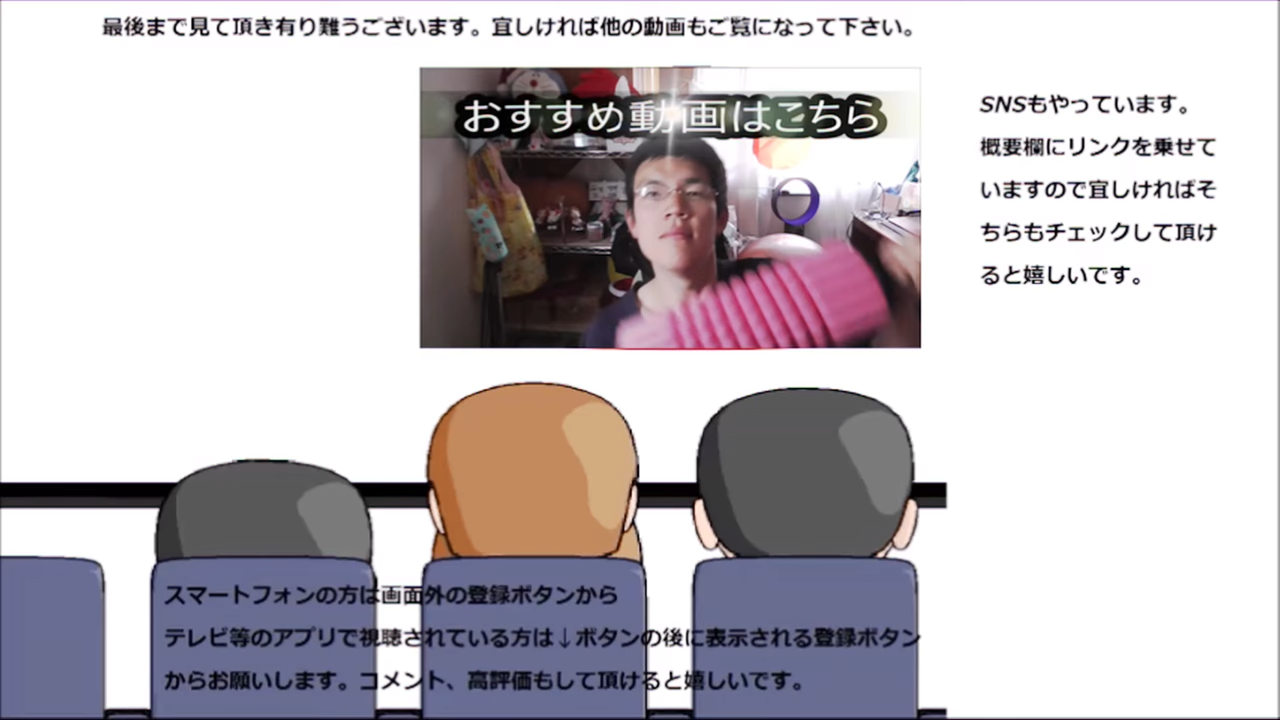 最後まで見て頂き有り難うございます。宜しければ他の動画もご覧になって下さい。
おすすめ動画はこちら
SNSもやっています。
概要欄にリンクを乗せて
いますので宜しければそ
ちらもチェックして頂け
ると嬉しいです。
スマートフォンの方は画面外の登録ボタンから
テレビ等のアプリで視聴されている方は↓ボタンの後に表示される登録ボタン
からお願いします。コメント、高評価もして頂けると嬉しいです。